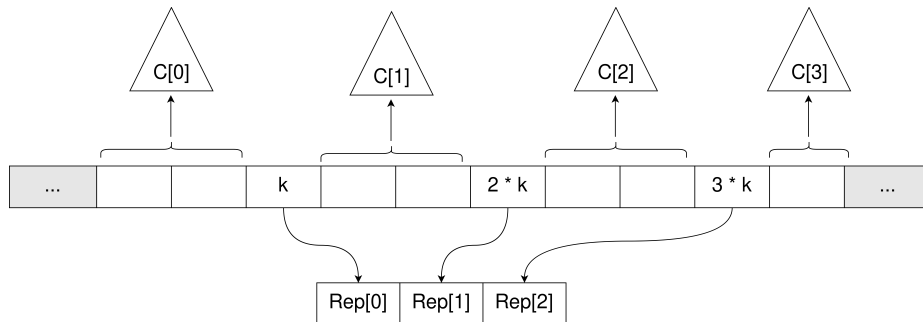 C[0] C[1] C[2] C[3]
... k 2 * k 3 * k ...
Rep[0] Rep[1] Rep[2]